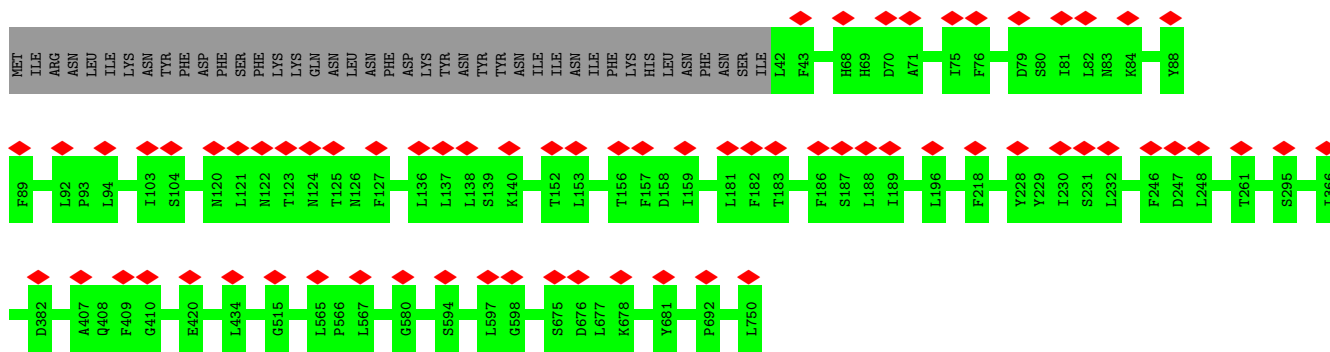 MET ILE ARG ASN LEU ILE LYS ASN TYR PHE ASP PHE SER PHE LYS LYS GLN ASN LEU ASN PHE ASP LYS TYR ASN TYR TYR ASN ILE ILE ASN ILE PHE LYS HIS LEU ASN PHE ASN SER ILE L42 F43 H68 H69 D70 A71 I75 F76 D79 S80 I81 L82 N83 K84 Y88
F89 L92 P93 L94 I103 S104 N120 L121 N122 T123 N124 T125 N126 F127 L136 L137 L138 S139 K140 T152 L153 T156 F157 D158 I159 L181 F182 T183 F186 S187 L188 I189 L196 F218 Y228 Y229 I230 S231 L232 F246 D247 L248 T261 S295
D382 A407 Q408 F409 G410 E420 L434 G515 L565 P566 L567 G580 S594 L597 G598 S675 D676 L677 K678 Y681 P692 L750